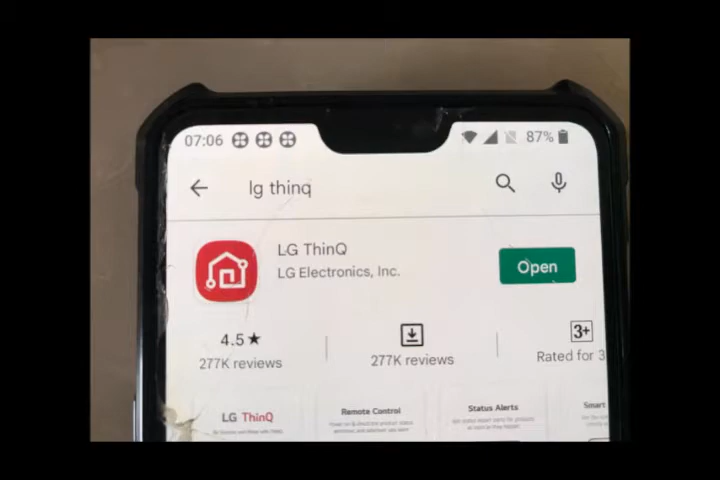 07:06 87%
lg thinq
LG ThinQ
LG Electronics, Inc.
Open
4.5★
277K reviews
277K reviews
3+
Rated for 3
LG ThinQ
Remote Control
Status Alerts
Smart